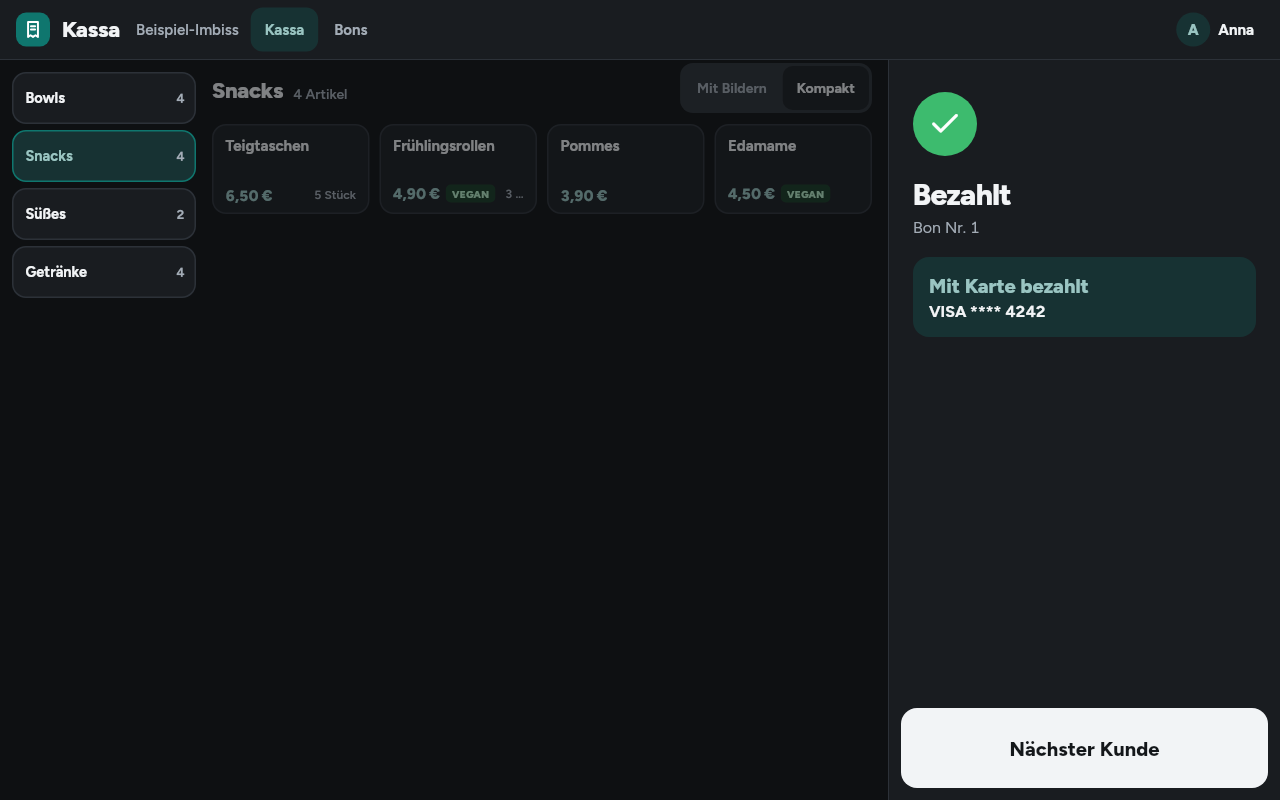 Kassa
Beispiel-Imbiss
Kassa
Bons
A
Anna
Bowls 4
Snacks 4
Süßes 2
Getränke 4
Snacks 4 Artikel
Mit Bildern
Kompakt
Teigtaschen
6,50 € 5 Stück
Frühlingsrollen
4,90 € VEGAN 3 ...
Pommes
3,90 €
Edamame
4,50 € VEGAN
Bezahlt
Bon Nr. 1
Mit Karte bezahlt
VISA **** 4242
Nächster Kunde